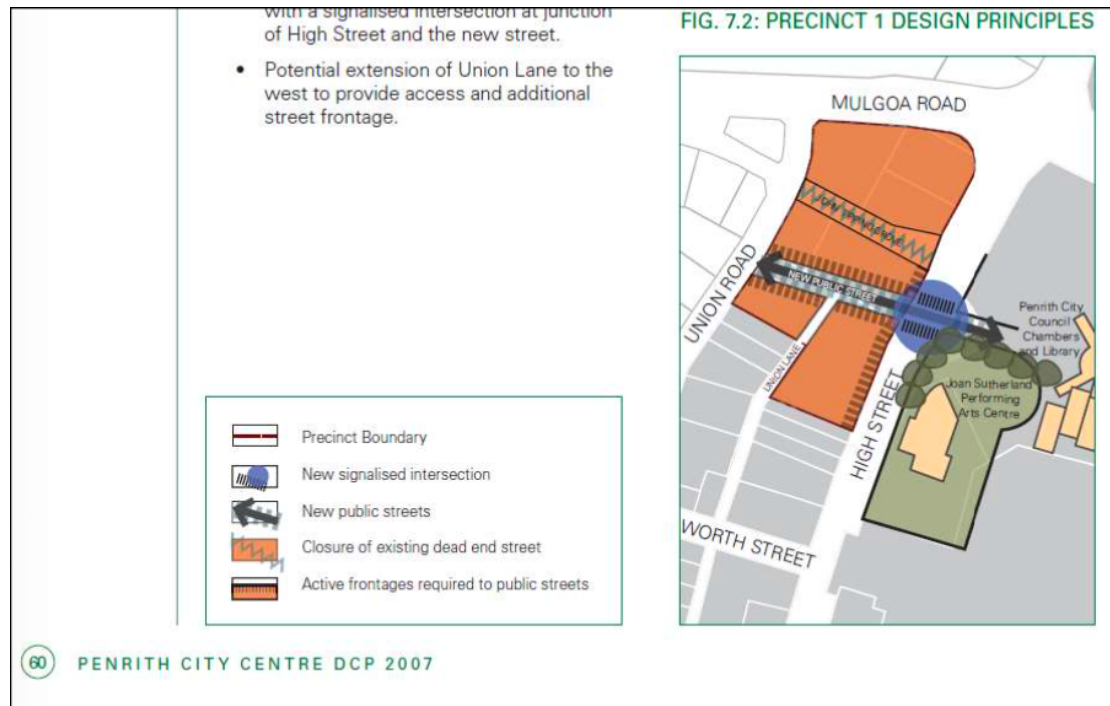 with a signalised intersection at junction
of High Street and the new street.
• Potential extension of Union Lane to the
west to provide access and additional
street frontage.
FIG. 7.2: PRECINCT 1 DESIGN PRINCIPLES
MULGOA ROAD
NEW PUBLIC STREET
UNION ROAD
UNION LANE
HIGH STREET
WORTH STREET
Penrith City
Council
Chambers
and Library
Joan Sutherland
Performing
Arts Centre
Precinct Boundary
New signalised intersection
New public streets
Closure of existing dead end street
Active frontages required to public streets
60 PENRITH CITY CENTRE DCP 2007